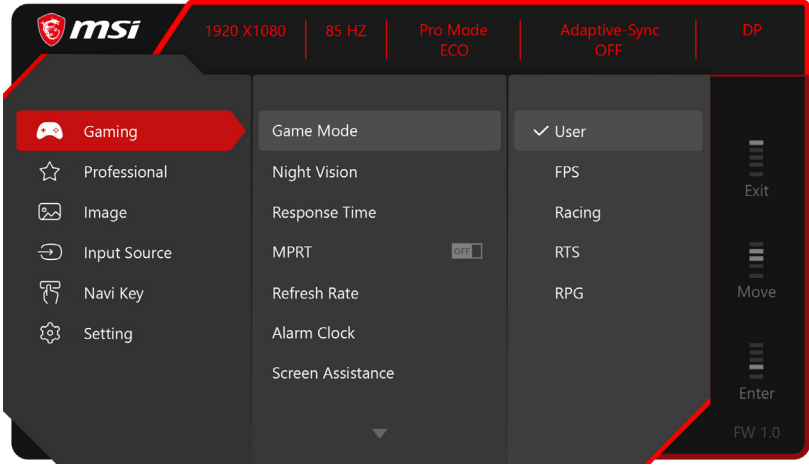 msi
1920 X1080 85 HZ Pro Mode Adaptive-Sync DP
ECO OFF
Gaming Game Mode User
Professional Night Vision FPS
Image Response Time Racing
Input Source MPRT OFF RTS
Navi Key Refresh Rate RPG
Setting Alarm Clock
Screen Assistance
Exit
Move
Enter
FW 1.0